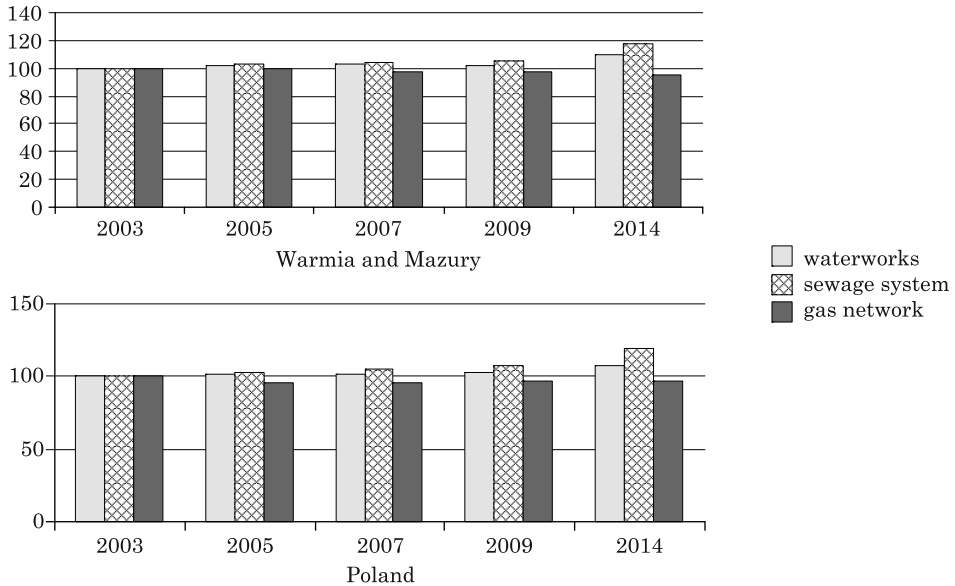 140
120
100
80
60
40
20
0
2003 2005 2007 2009 2014
Warmia and Mazury
waterworks
sewage system
gas network
150
100
50
0
2003 2005 2007 2009 2014
Poland